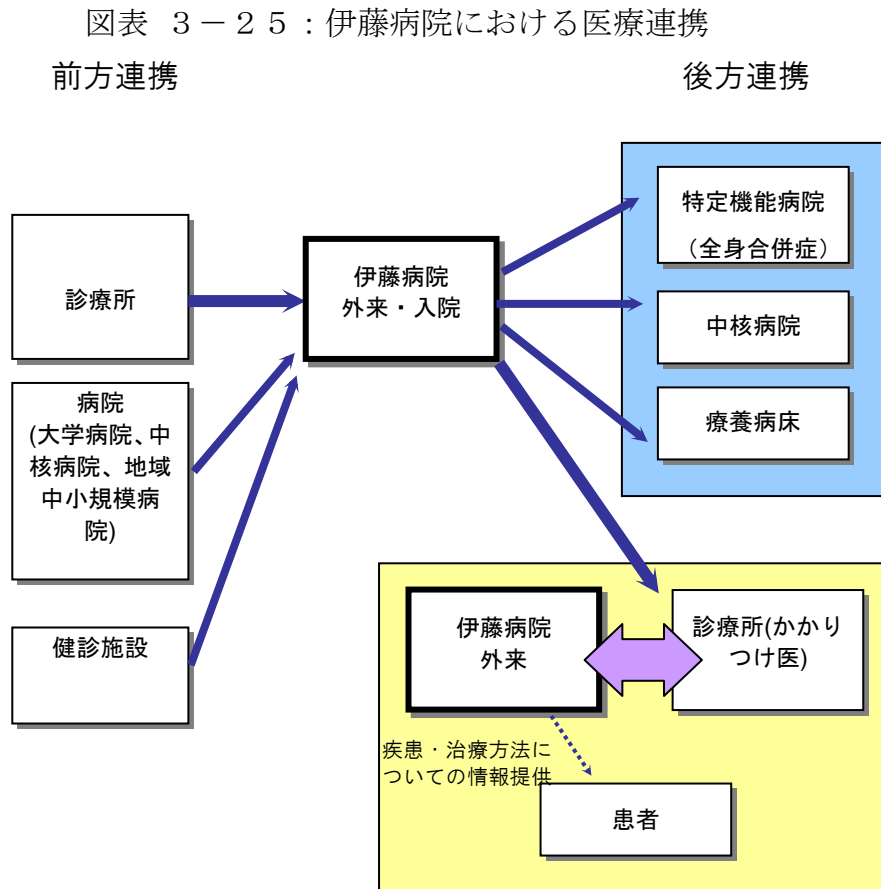 図表 3-25:伊藤病院における医療連携
前方連携
後方連携
診療所
病院
(大学病院、中
核病院、地域
中小規模病
院)
健診施設
伊藤病院
外来・入院
特定機能病院
(全身合併症)
中核病院
療養病床
伊藤病院
外来
診療所(かかり
つけ医)
疾患・治療方法に
ついての情報提供
患者